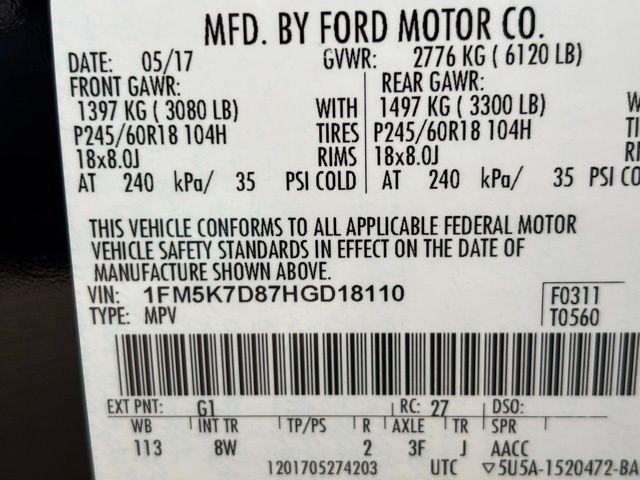 MFD. BY FORD MOTOR CO.
DATE: 05/17 GVWR: 2776 KG ( 6120 LB)
FRONT GAWR: REAR GAWR:
1397 KG ( 3080 LB) WITH 1497 KG ( 3300 LB)
P245/60R18 104H TIRES P245/60R18 104H
18x8.0J RIMS 18x8.0J
AT 240 kPa/ 35 PSI COLD AT 240 kPa/ 35 PSI
THIS VEHICLE CONFORMS TO ALL APPLICABLE FEDERAL MOTOR
VEHICLE SAFETY STANDARDS IN EFFECT ON THE DATE OF
MANUFACTURE SHOWN ABOVE.
VIN: 1FM5K7D87HGD18110 F0311
TYPE: MPV T0560
EXT PNT: G1 RC: 27 DSO:
WB INT TR TP/PS R AXLE TR SPR
113 8W 2 3F J AACC
1201705274203 UTC ▽5U5A-1520472-BA